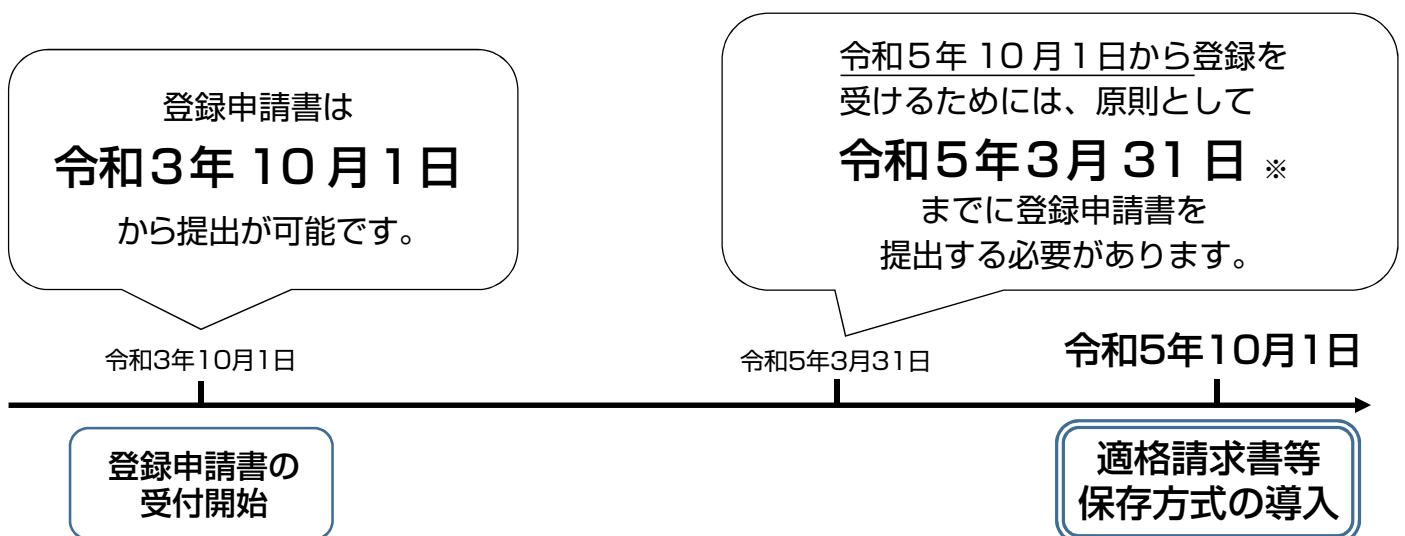 登録申請書は
令和3年10月1日
から提出が可能です。
令和5年10月1日から登録を
受けるためには、原則として
令和5年3月31日 ※
までに登録申請書を
提出する必要があります。
令和3年10月1日
令和5年3月31日
令和5年10月1日
登録申請書の
受付開始
適格請求書等
保存方式の導入